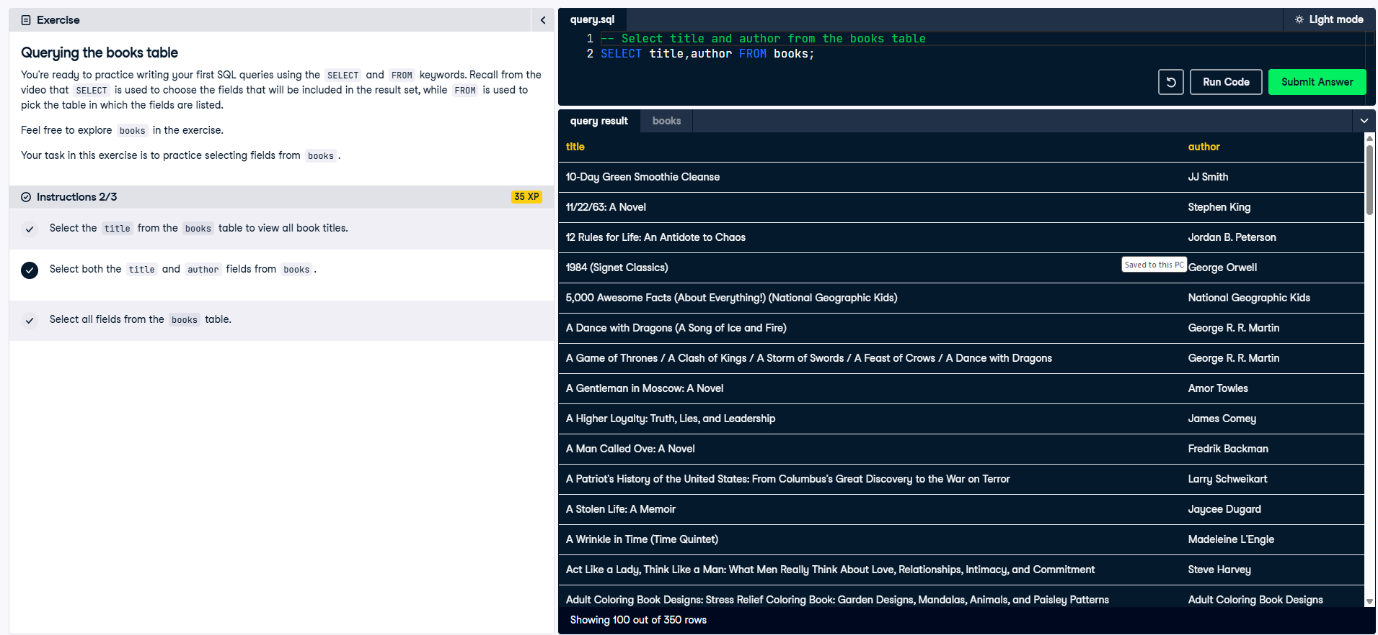 Exercise
Querying the books table
You're ready to practice writing your first SQL queries using the SELECT and FROM keywords. Recall from the
video that SELECT is used to choose the fields that will be included in the result set, while FROM is used to
pick the table in which the fields are listed.
Feel free to explore books in the exercise.
Your task in this exercise is to practice selecting fields from books.
Instructions 2/3
35 XP
Select the title from the books table to view all book titles.
Select both the title and author fields from books.
Select all fields from the books table.
query.sql
Light mode
1 -- Select title and author from the books table
2 SELECT title,author FROM books;
Run Code
Submit Answer
query result
books
title author
10-Day Green Smoothie Cleanse JJ Smith
11/22/63: A Novel Stephen King
12 Rules for Life: An Antidote to Chaos Jordan B. Peterson
1984 (Signet Classics) George Orwell
Saved to this PC
5,000 Awesome Facts (About Everything!) (National Geographic Kids) National Geographic Kids
A Dance with Dragons (A Song of Ice and Fire) George R. R. Martin
A Game of Thrones / A Clash of Kings / A Storm of Swords / A Feast of Crows / A Dance with Dragons George R. R. Martin
A Gentleman in Moscow: A Novel Amor Towles
A Higher Loyalty: Truth, Lies, and Leadership James Comey
A Man Called Ove: A Novel Fredrik Backman
A Patriot's History of the United States: From Columbus's Great Discovery to the War on Terror Larry Schweikart
A Stolen Life: A Memoir Jaycee Dugard
A Wrinkle in Time (Time Quintet) Madeleine L'Engle
Act Like a Lady, Think Like a Man: What Men Really Think About Love, Relationships, Intimacy, and Commitment Steve Harvey
Adult Coloring Book Designs: Stress Relief Coloring Book: Garden Designs, Mandalas, Animals, and Paisley Patterns Adult Coloring Book Designs
Showing 100 out of 350 rows